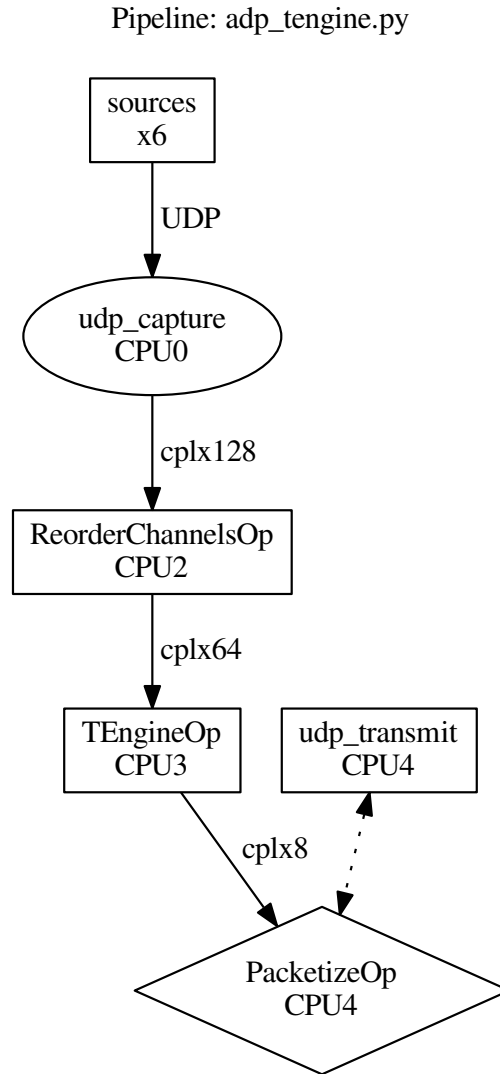 Pipeline: adp_tengine.py
sources
x6
UDP
udp_capture
CPU0
cplx128
ReorderChannelsOp
CPU2
cplx64
TEngineOp
CPU3
udp_transmit
CPU4
cplx8
PacketizeOp
CPU4